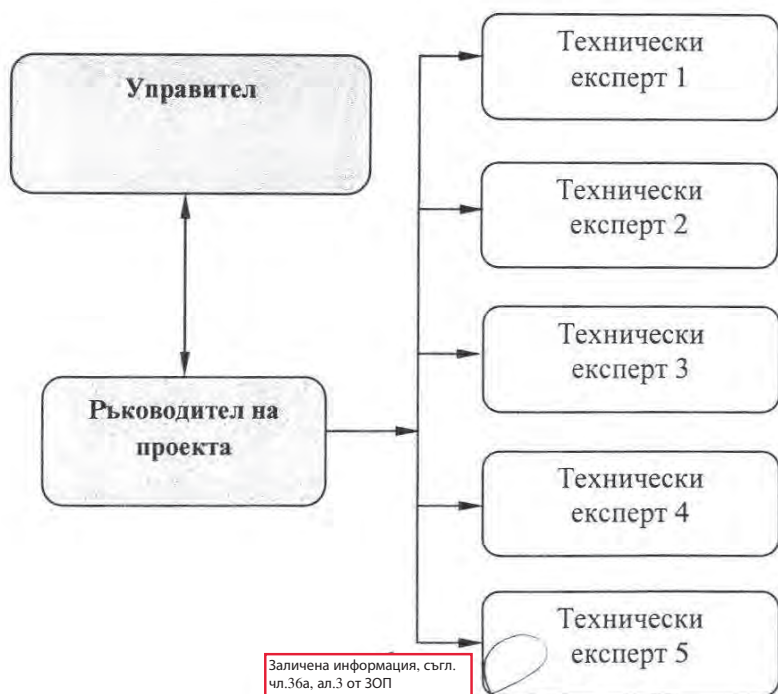 Управител
Ръководител на
проекта
Технически
експерт 1
Технически
експерт 2
Технически
експерт 3
Технически
експерт 4
Технически
експерт 5
Заличена информация, съгл.
чл.36а, ал.3 от ЗОП